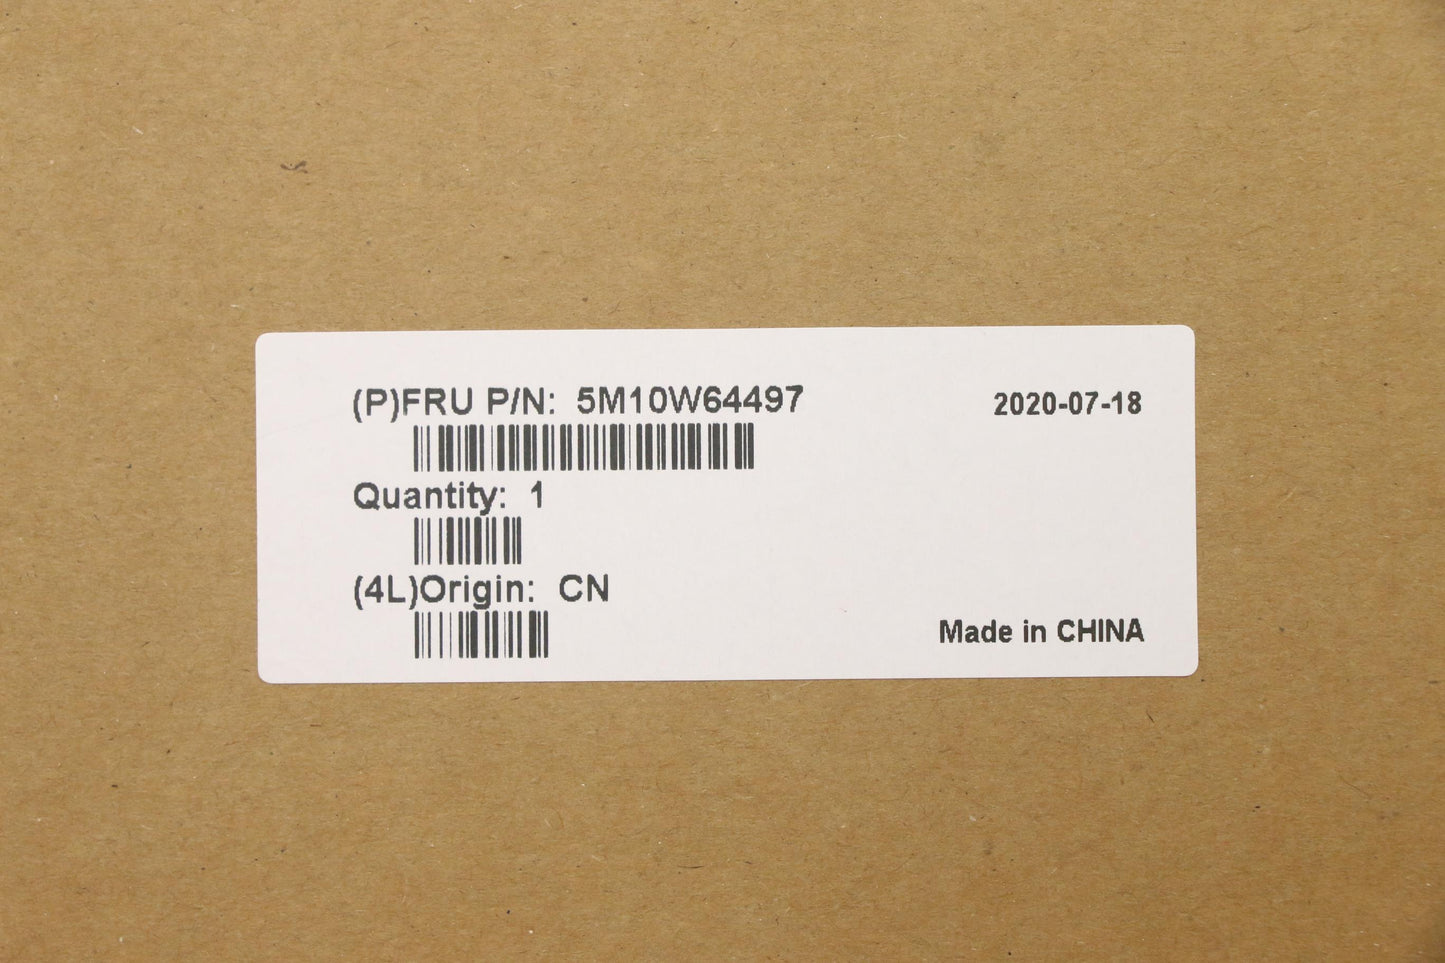 (P)FRU P/N: 5M10W64497
2020-07-18
Quantity: 1
(4L)Origin: CN
Made in CHINA